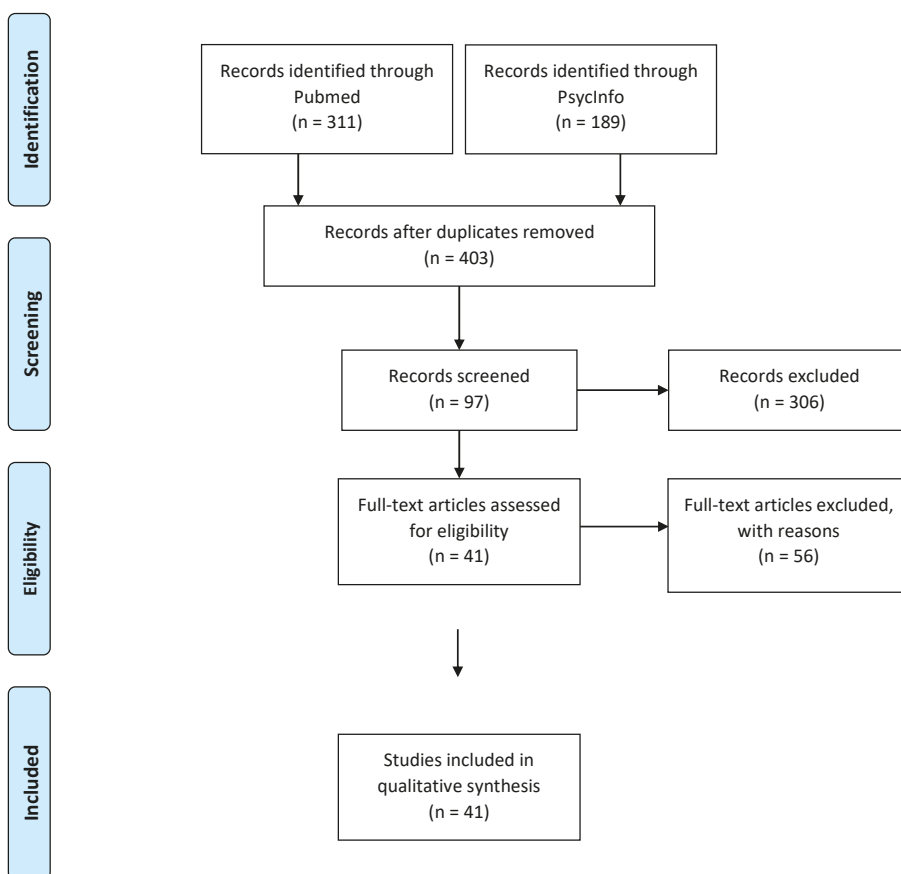 Identification
Records identified through
Pubmed
(n = 311)
Records identified through
PsycInfo
(n = 189)
Records after duplicates removed
(n = 403)
Screening
Records screened
(n = 97)
Records excluded
(n = 306)
Eligibility
Full-text articles assessed
for eligibility
(n = 41)
Full-text articles excluded,
with reasons
(n = 56)
Included
Studies included in
qualitative synthesis
(n = 41)